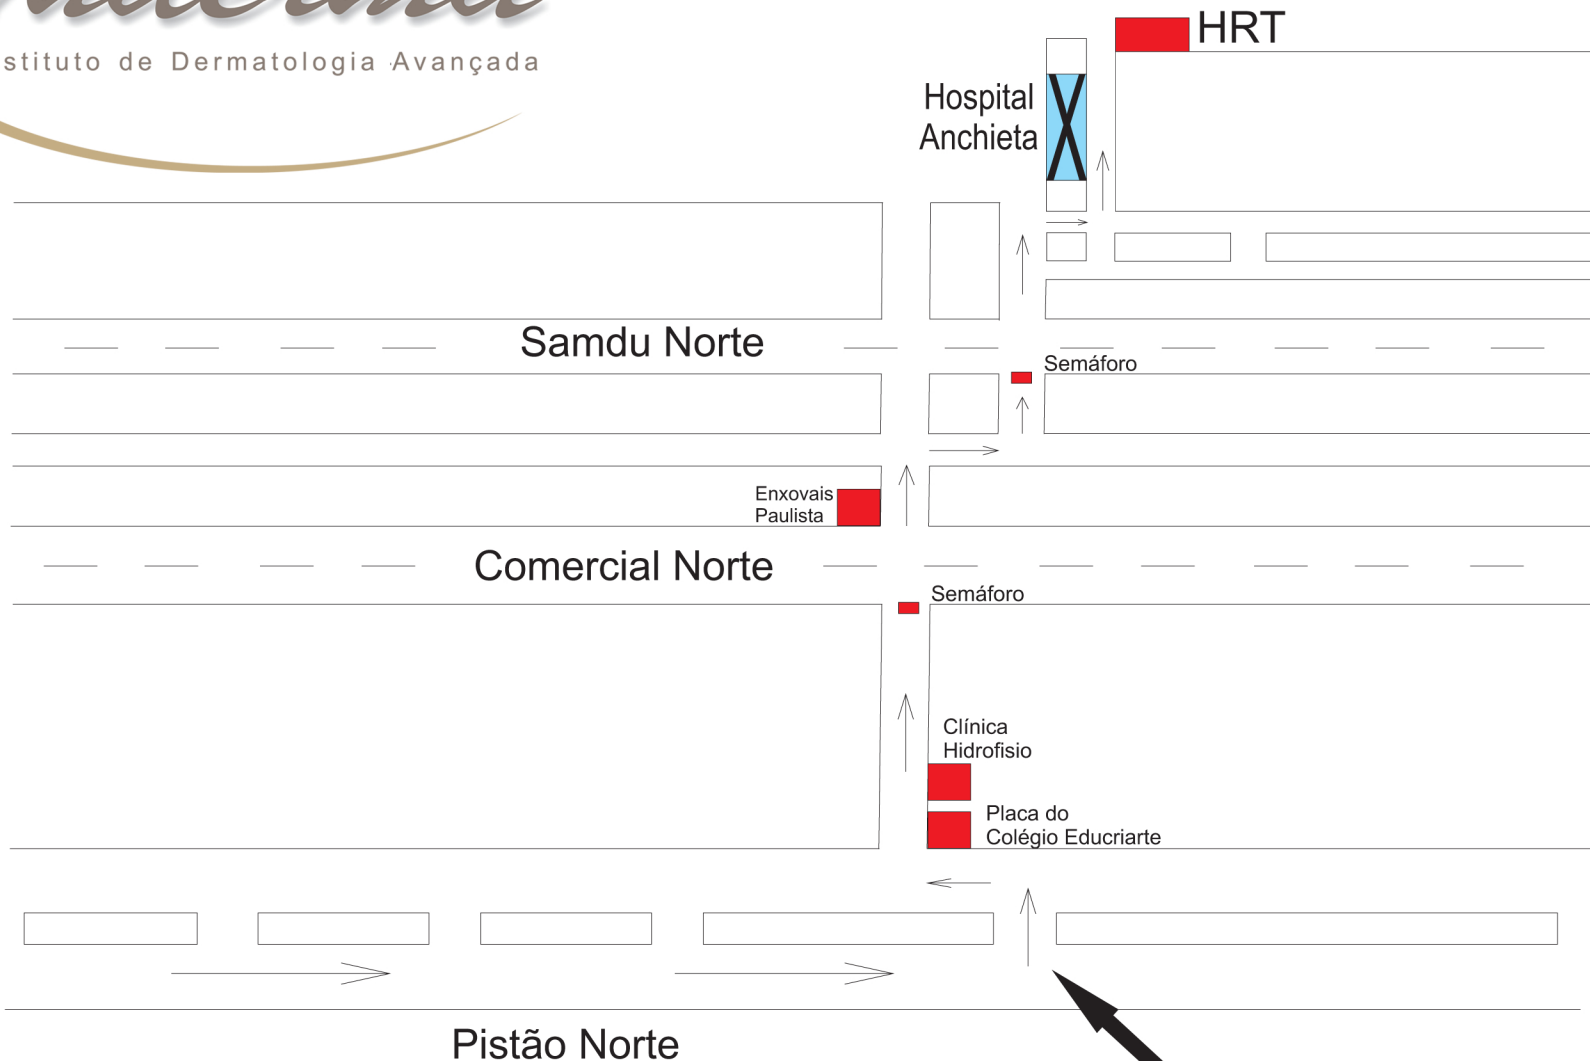 de Dermatologia Avançada
HRT
Hospital
Anchieta
Samdu Norte
Semáforo
Enxovais
Paulista
Comercial Norte
Semáforo
Clínica
Hidrofisio
Placa do
Colégio Educriarte
Pistão Norte